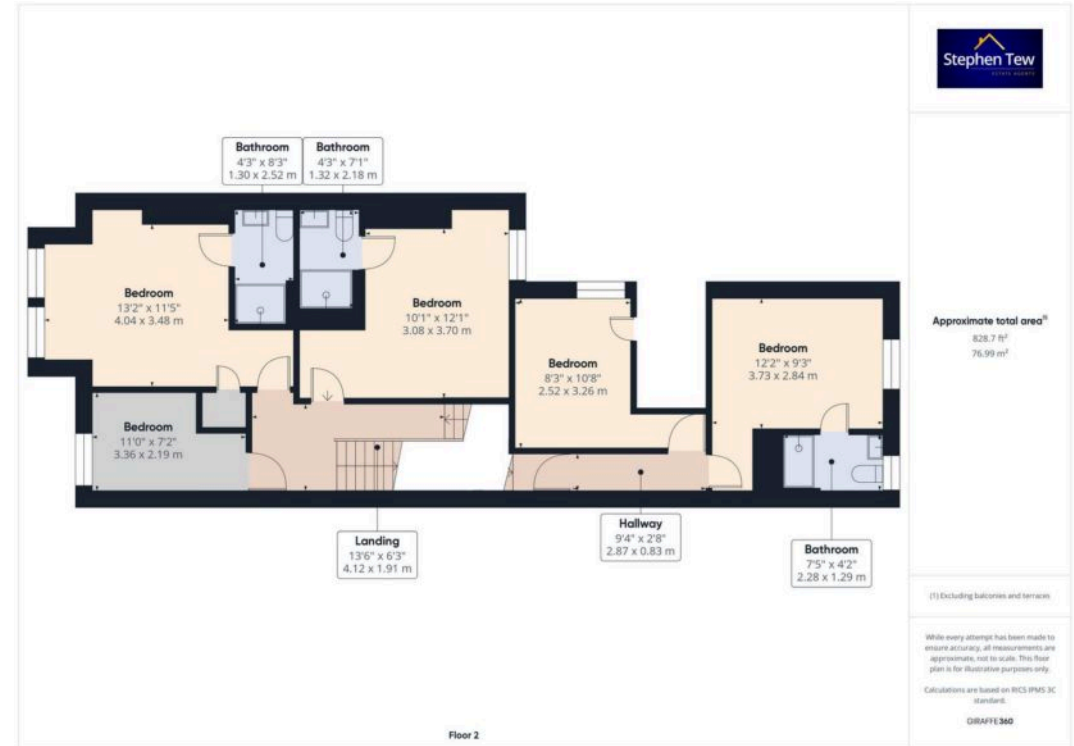 Stephen Tew
ESTATE AGENTS
Bathroom
4'3" x 8'3"
1.30 x 2.52 m
Bathroom
4'3" x 7'1"
1.32 x 2.18 m
Bedroom
13'2" x 11'5"
4.04 x 3.48 m
Bedroom
10'1" x 12'1"
3.08 x 3.70 m
Bedroom
8'3" x 10'8"
2.52 x 3.26 m
Bedroom
12'2" x 9'3"
3.73 x 2.84 m
Bedroom
11'0" x 7'2"
3.36 x 2.19 m
Landing
13'6" x 6'3"
4.12 x 1.91 m
Hallway
9'4" x 2'8"
2.87 x 0.83 m
Bathroom
7'5" x 4'2"
2.28 x 1.29 m
Floor 2
Approximate total area⁽¹⁾
828.7 ft²
76.99 m²
(1) Excluding balconies and terraces
While every attempt has been made to
ensure accuracy, all measurements are
approximate, not to scale. This floor
plan is for illustrative purposes only.
Calculations are based on RICS IPMS 3C
standard.
GIRAFFE360